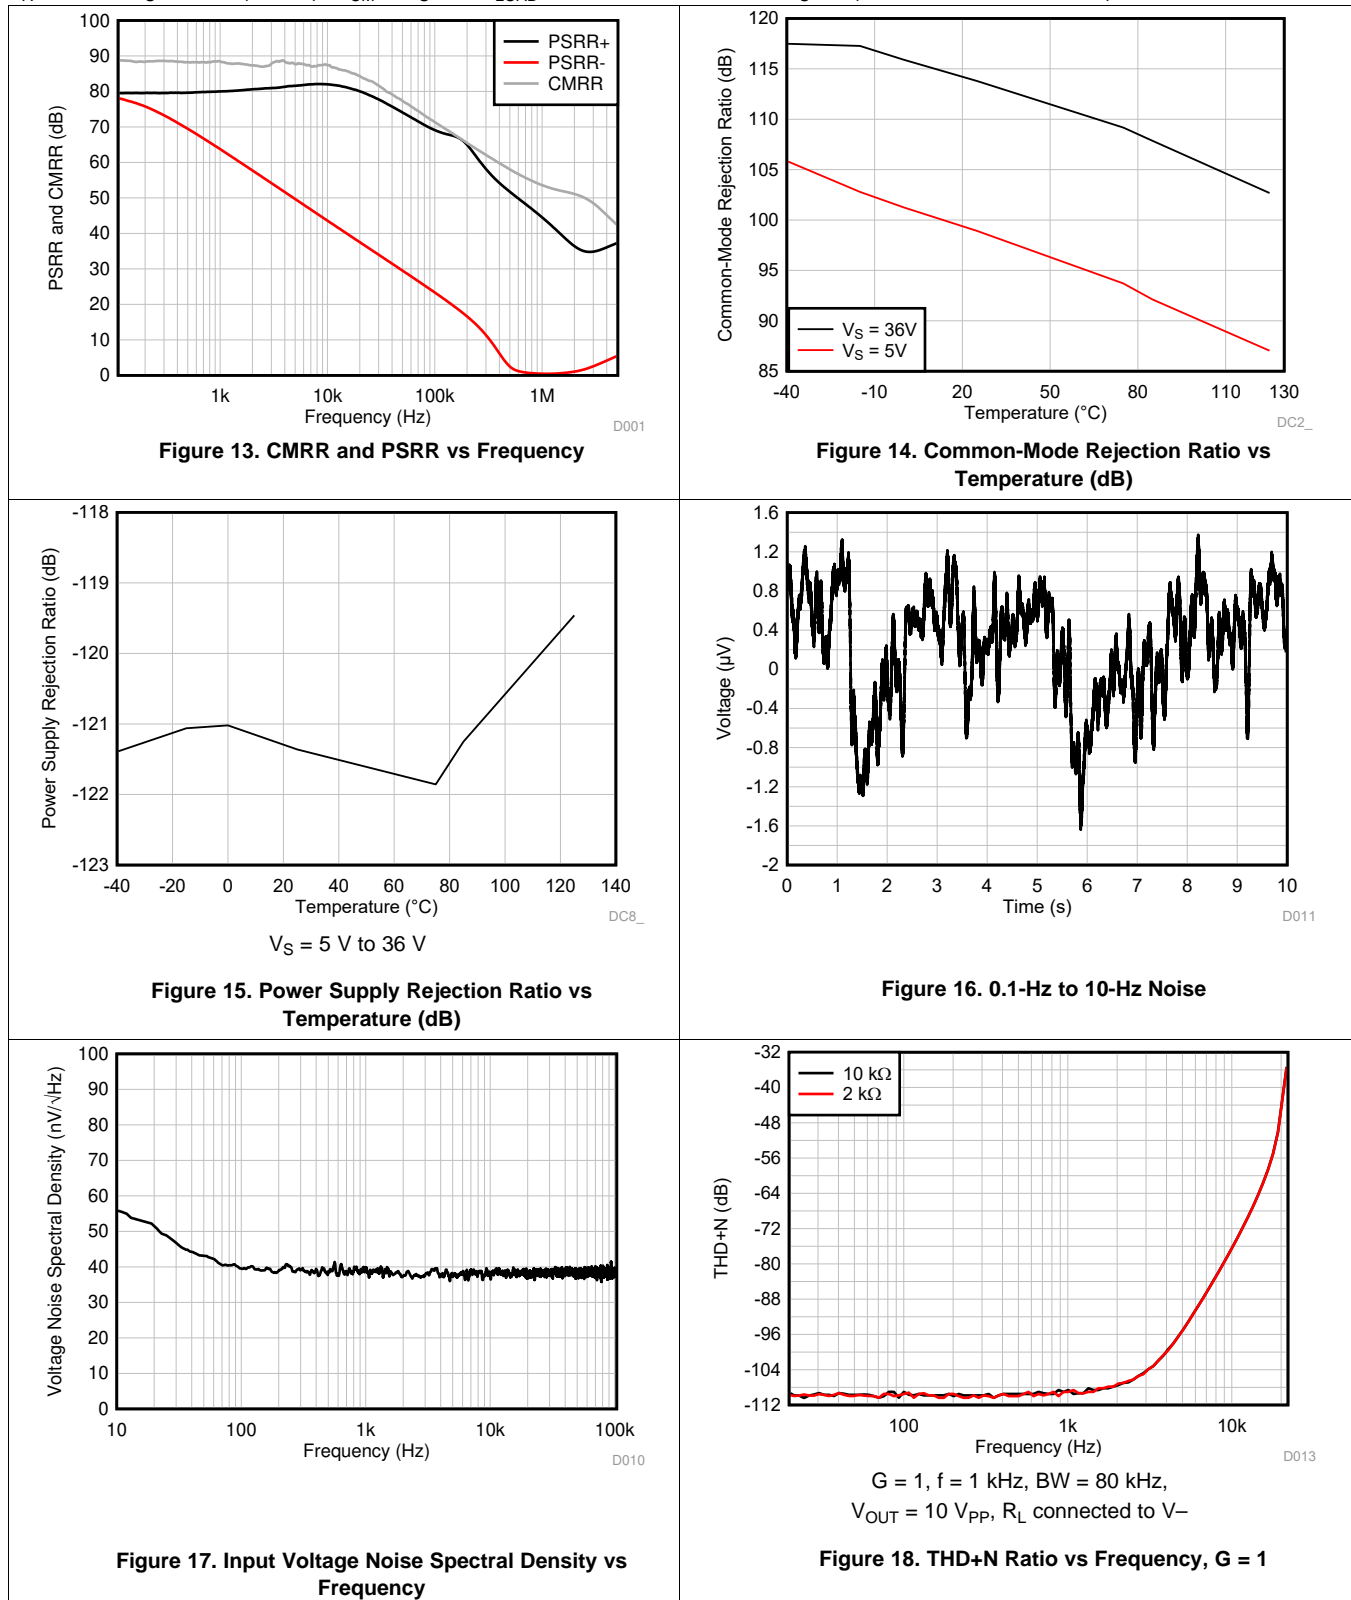 100
90
80
70
60
50
40
30
20
10
0
PSRR and CMRR (dB)
PSRR+
PSRR-
CMRR
1k
10k
100k
1M
Frequency (Hz)
D001
Figure 13. CMRR and PSRR vs Frequency
120
115
110
105
100
95
90
85
Common-Mode Rejection Ratio (dB)
V_S = 36V
V_S = 5V
-40
-10
20
50
80
110
130
Temperature (°C)
DC2_
Figure 14. Common-Mode Rejection Ratio vs
Temperature (dB)
-118
-119
-120
-121
-122
-123
Power Supply Rejection Ratio (dB)
-40
-20
0
20
40
60
80
100
120
140
Temperature (°C)
DC8_
V_S = 5 V to 36 V
Figure 15. Power Supply Rejection Ratio vs
Temperature (dB)
1.6
1.2
0.8
0.4
0
-0.4
-0.8
-1.2
-1.6
-2
Voltage (µV)
0
1
2
3
4
5
6
7
8
9
10
Time (s)
D011
Figure 16. 0.1-Hz to 10-Hz Noise
100
90
80
70
60
50
40
30
20
10
0
Voltage Noise Spectral Density (nV/√Hz)
10
100
1k
10k
100k
Frequency (Hz)
D010
Figure 17. Input Voltage Noise Spectral Density vs
Frequency
-32
-40
-48
-56
-64
-72
-80
-88
-96
-104
-112
THD+N (dB)
10 kΩ
2 kΩ
100
1k
10k
Frequency (Hz)
D013
G = 1, f = 1 kHz, BW = 80 kHz,
V_OUT = 10 V_PP, R_L connected to V–
Figure 18. THD+N Ratio vs Frequency, G = 1